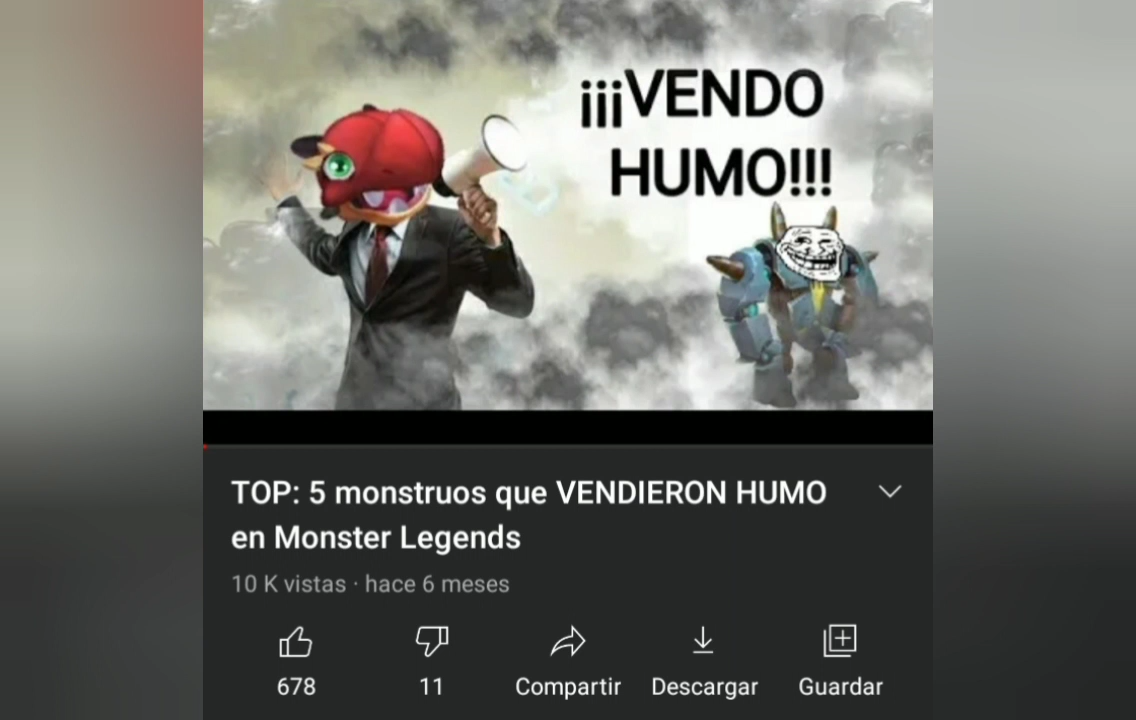 ¡¡¡VENDO
HUMO!!!
TOP: 5 monstruos que VENDIERON HUMO
en Monster Legends
10 K vistas · hace 6 meses
678
11
Compartir
Descargar
Guardar